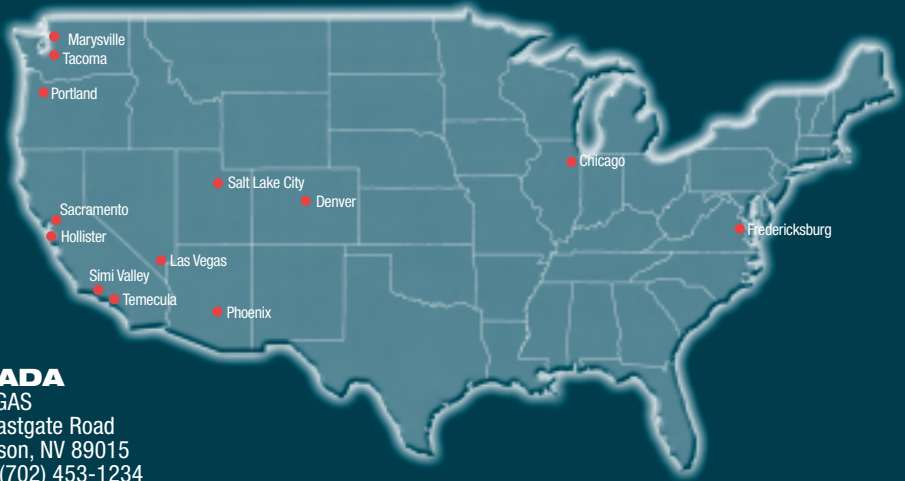 Marysville
Tacoma
Portland
Chicago
Salt Lake City
Denver
Sacramento
Fredericksburg
Hollister
Las Vegas
Simi Valley
Temecula
Phoenix
ADA
GAS
astgate Road
son, NV 89015
(702) 453-1234